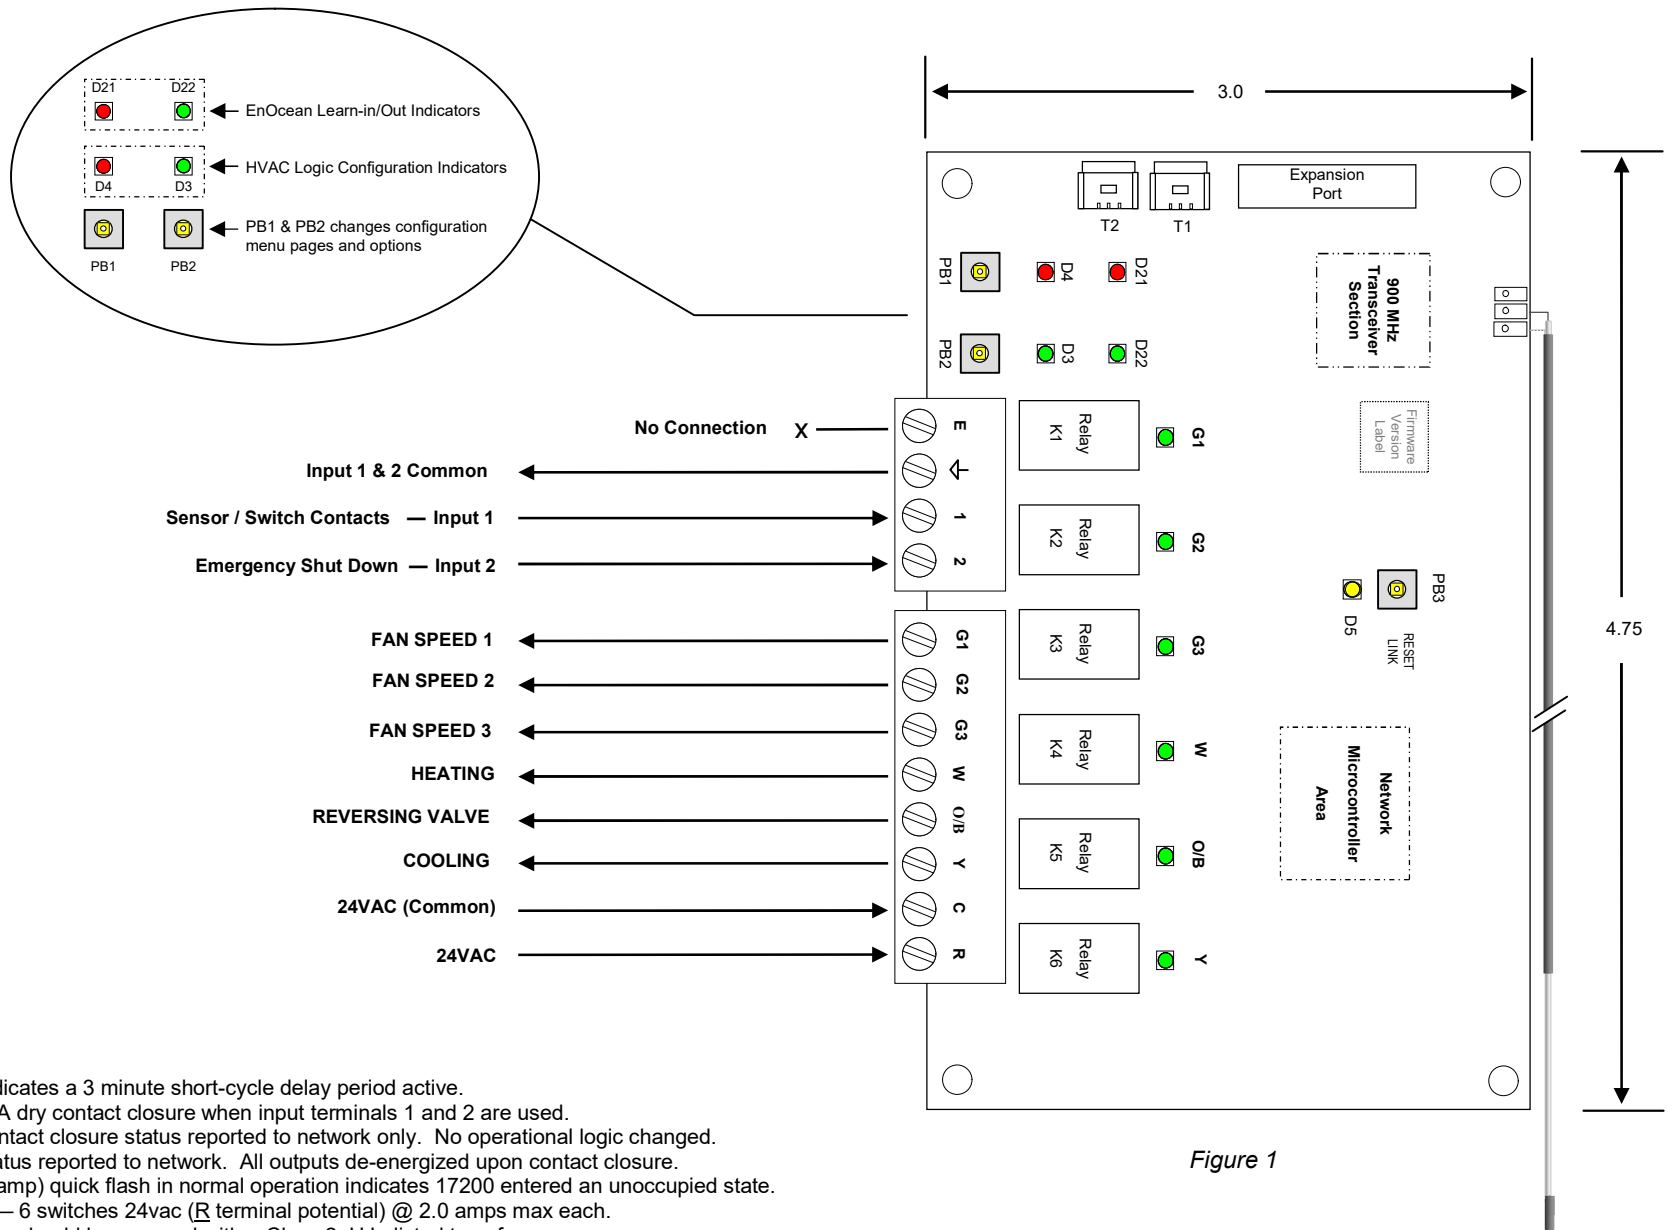 D21 D22
EnOcean Learn-in/Out Indicators
HVAC Logic Configuration Indicators
D4 D3
PB1 & PB2 changes configuration
menu pages and options
PB1 PB2
3.0
Expansion
Port
T2 T1
PB1
D4
D21
900 MHz
Transceiver
Section
PB2
D3
D22
No Connection X
E
Relay
K1
G1
Firmware
Version
Label
Input 1 & 2 Common
Sensor / Switch Contacts — Input 1
1
Relay
K2
G2
Emergency Shut Down — Input 2
2
PB3
D5
RESET
LINK
4.75
FAN SPEED 1
G1
Relay
K3
G3
FAN SPEED 2
G2
FAN SPEED 3
G3
Relay
K4
W
HEATING
W
Network
Microcontroller
Area
REVERSING VALVE
O/B
Relay
K5
O/B
COOLING
Y
24VAC (Common)
C
24VAC
R
Relay
K6
Y
dicates a 3 minute short-cycle delay period active.
A dry contact closure when input terminals 1 and 2 are used.
ntact closure status reported to network only. No operational logic changed.
atus reported to network. All outputs de-energized upon contact closure.
amp) quick flash in normal operation indicates 17200 entered an unoccupied state.
– 6 switches 24vac (R terminal potential) @ 2.0 amps max each.
Figure 1